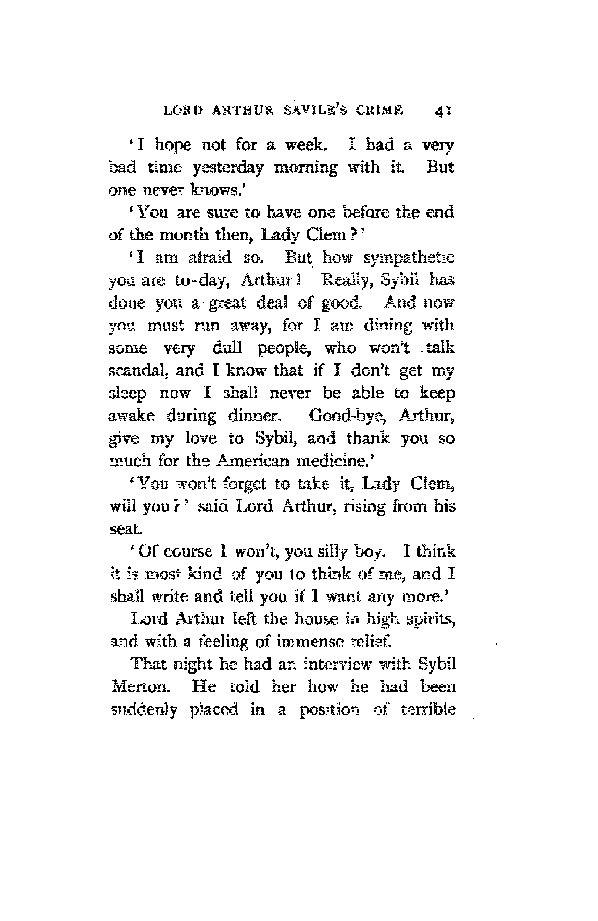 LORD ARTHUR SAVILE'S CRIME 41
'I hope not for a week. I had a very
bad time yesterday morning with it. But
one never knows.'
'You are sure to have one before the end
of the month then, Lady Clem?'
'I am afraid so. But how sympathetic
you are to-day, Arthur! Really, Sybil has
done you a great deal of good. And now
you must run away, for I am dining with
some very dull people, who won't talk
scandal, and I know that if I don't get my
sleep now I shall never be able to keep
awake during dinner. Good-bye, Arthur,
give my love to Sybil, and thank you so
much for the American medicine.'
'You won't forget to take it, Lady Clem,
will you?' said Lord Arthur, rising from his
seat.
'Of course I won't, you silly boy. I think
it is most kind of you to think of me, and I
shall write and tell you if I want any more.'
Lord Arthur left the house in high spirits,
and with a feeling of immense relief.
That night he had an interview with Sybil
Merton. He told her how he had been
suddenly placed in a position of terrible